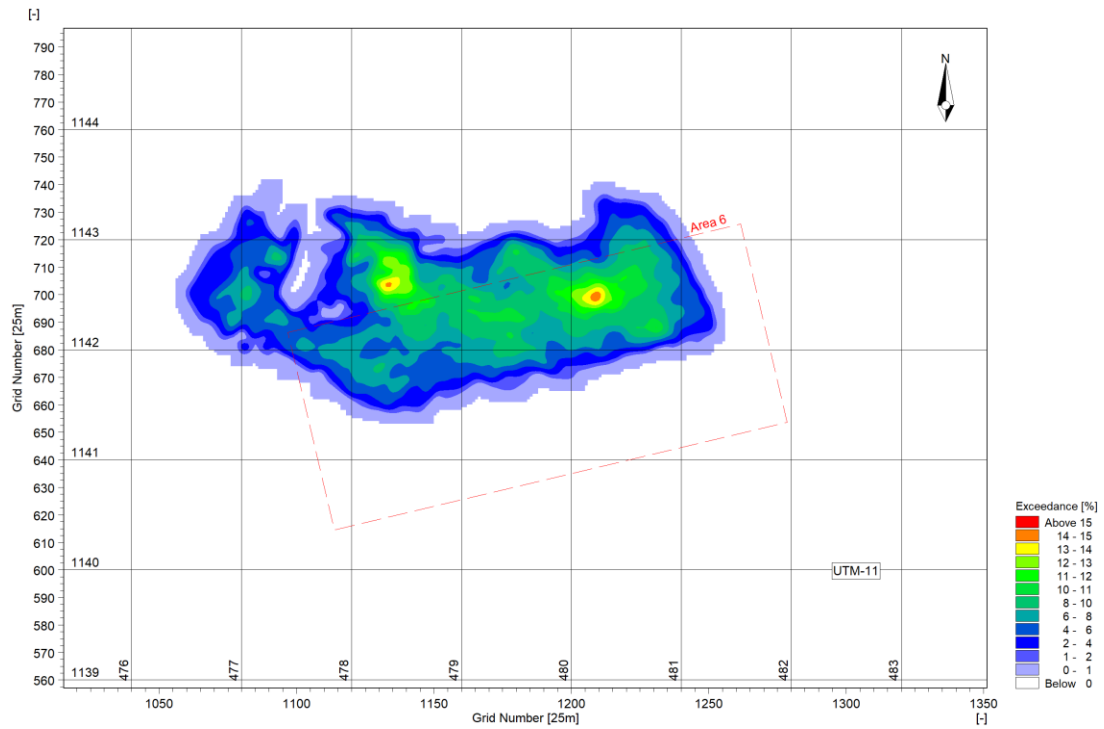 [-]
N
790
780
770
760
750
740
730
720
710
700
690
680
670
660
650
640
630
620
610
600
590
580
570
560
Grid Number [25m]
1144
1143
1142
1141
1140
1139
Area 6
UTM-11
476
477
478
479
480
481
482
483
1050
1100
1150
1200
1250
1300
1350
Grid Number [25m]
[-]
Exceedance [%]
Above 15
14 - 15
13 - 14
12 - 13
11 - 12
10 - 11
8 - 10
6 - 8
4 - 6
2 - 4
1 - 2
0 - 1
Below 0